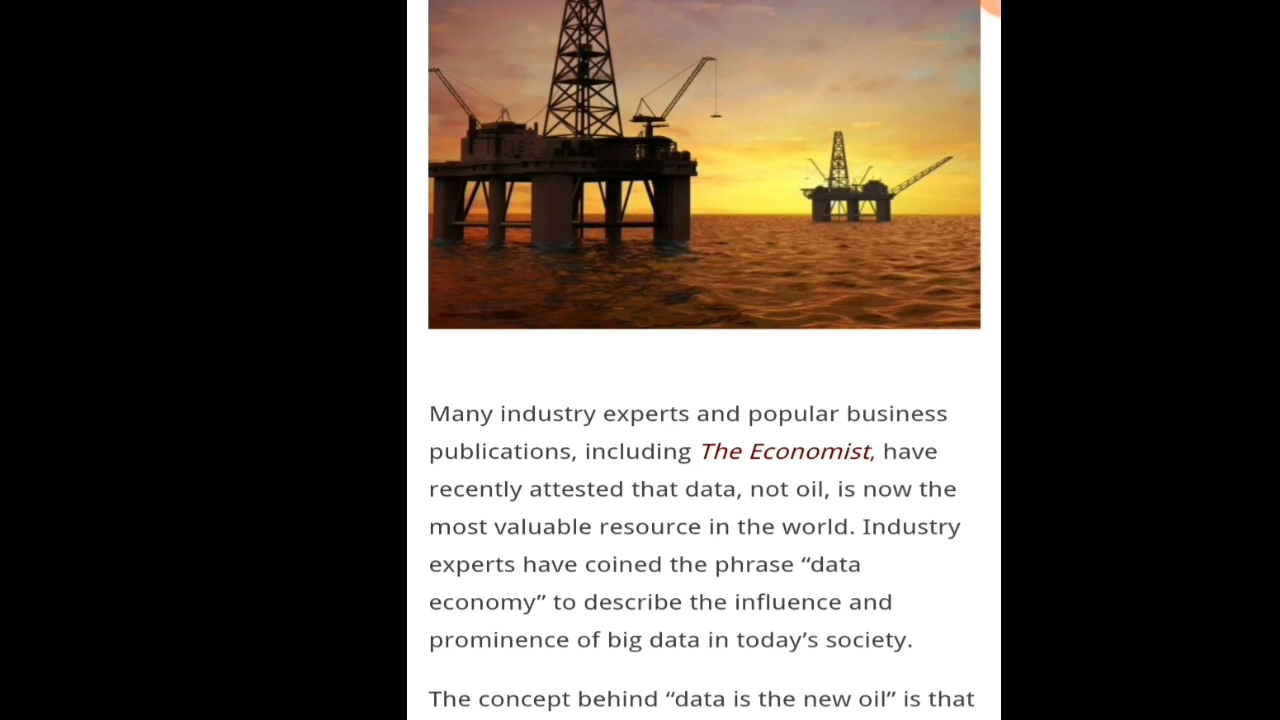 Many industry experts and popular business
publications, including The Economist, have
recently attested that data, not oil, is now the
most valuable resource in the world. Industry
experts have coined the phrase “data
economy” to describe the influence and
prominence of big data in today’s society.
The concept behind “data is the new oil” is that